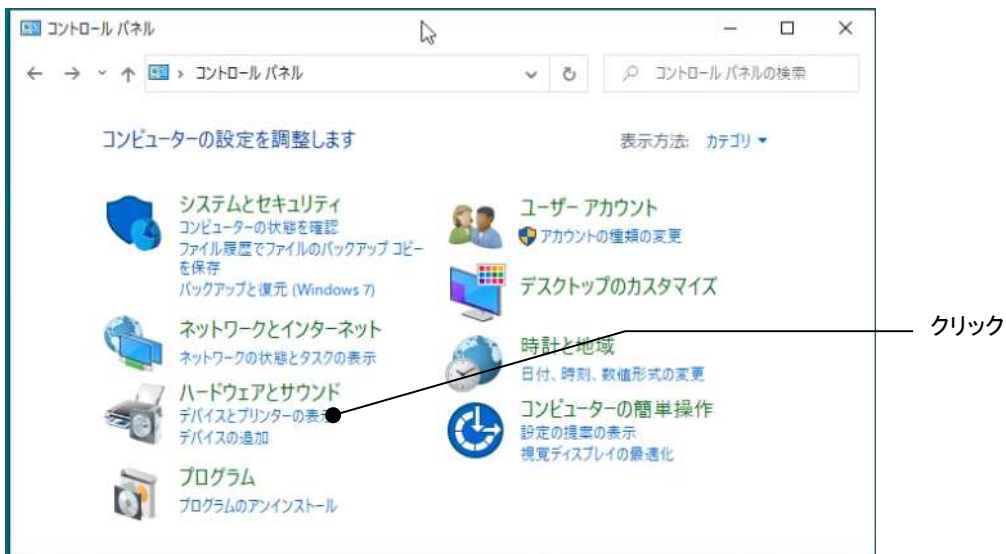 コントロール パネル
コントロール パネル
コントロール パネルの検索
コンピューターの設定を調整します
表示方法: カテゴリ
システムとセキュリティ
コンピューターの状態を確認
ファイル履歴でファイルのバックアップ コピー
を保存
バックアップと復元 (Windows 7)
ネットワークとインターネット
ネットワークの状態とタスクの表示
ハードウェアとサウンド
デバイスとプリンターの表示
デバイスの追加
プログラム
プログラムのアンインストール
ユーザー アカウント
アカウントの種類の変更
デスクトップのカスタマイズ
時計と地域
日付、時刻、数値形式の変更
コンピューターの簡単操作
設定の提案の表示
視覚ディスプレイの最適化
クリック